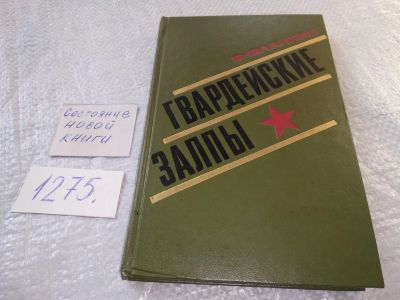 Состояние
новой
книги
1275.
ГВАРДЕЙСКИЕ
ЗАЛПЫ